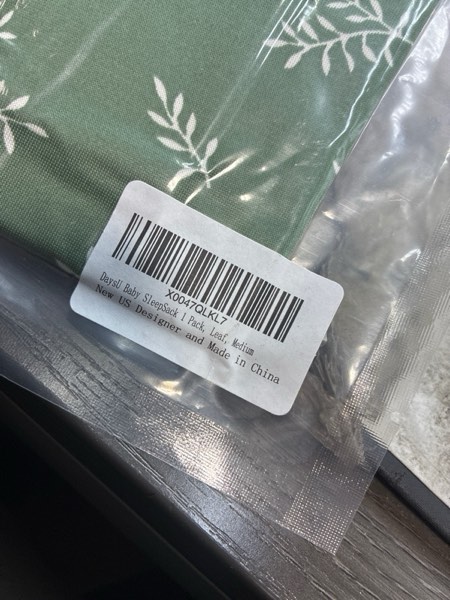 X0047QLKL7
DaysU Baby SleepSack 1 Pack, Leaf, Medium
New US Designer and Made in China